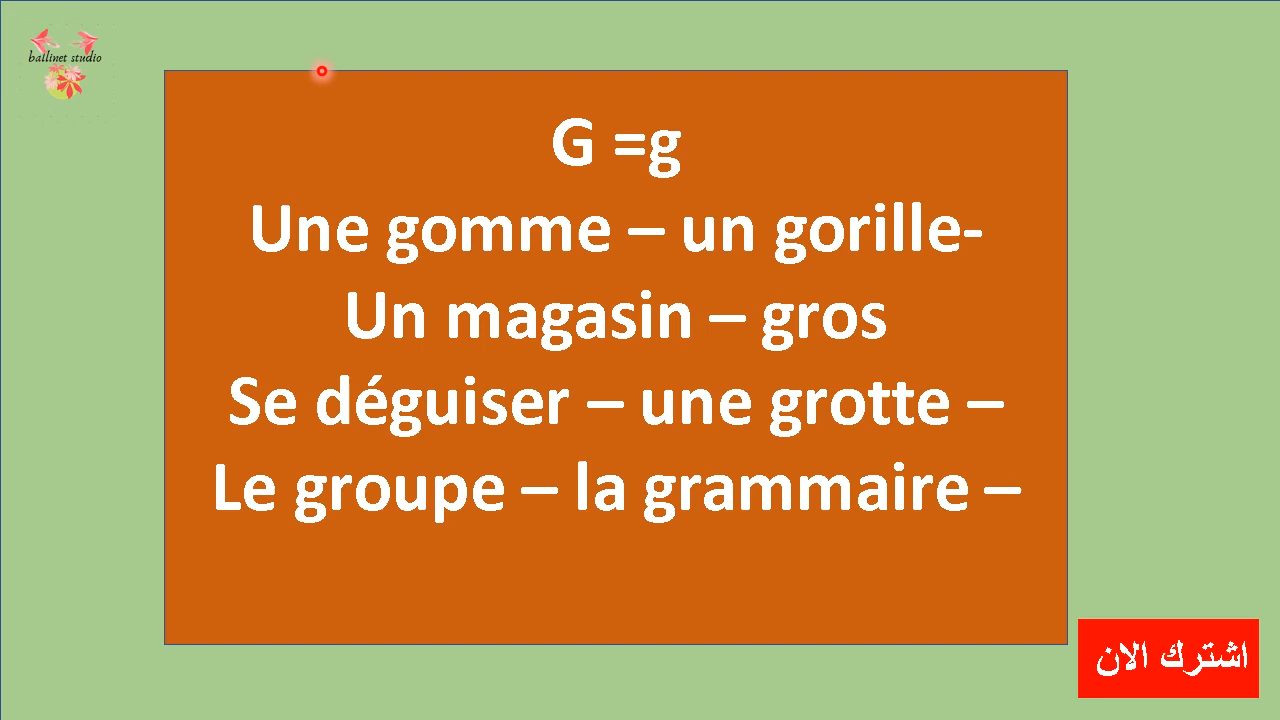 ballinet studio
G =g
Une gomme – un gorille-
Un magasin – gros
Se déguiser – une grotte –
Le groupe – la grammaire –
اشترك الان